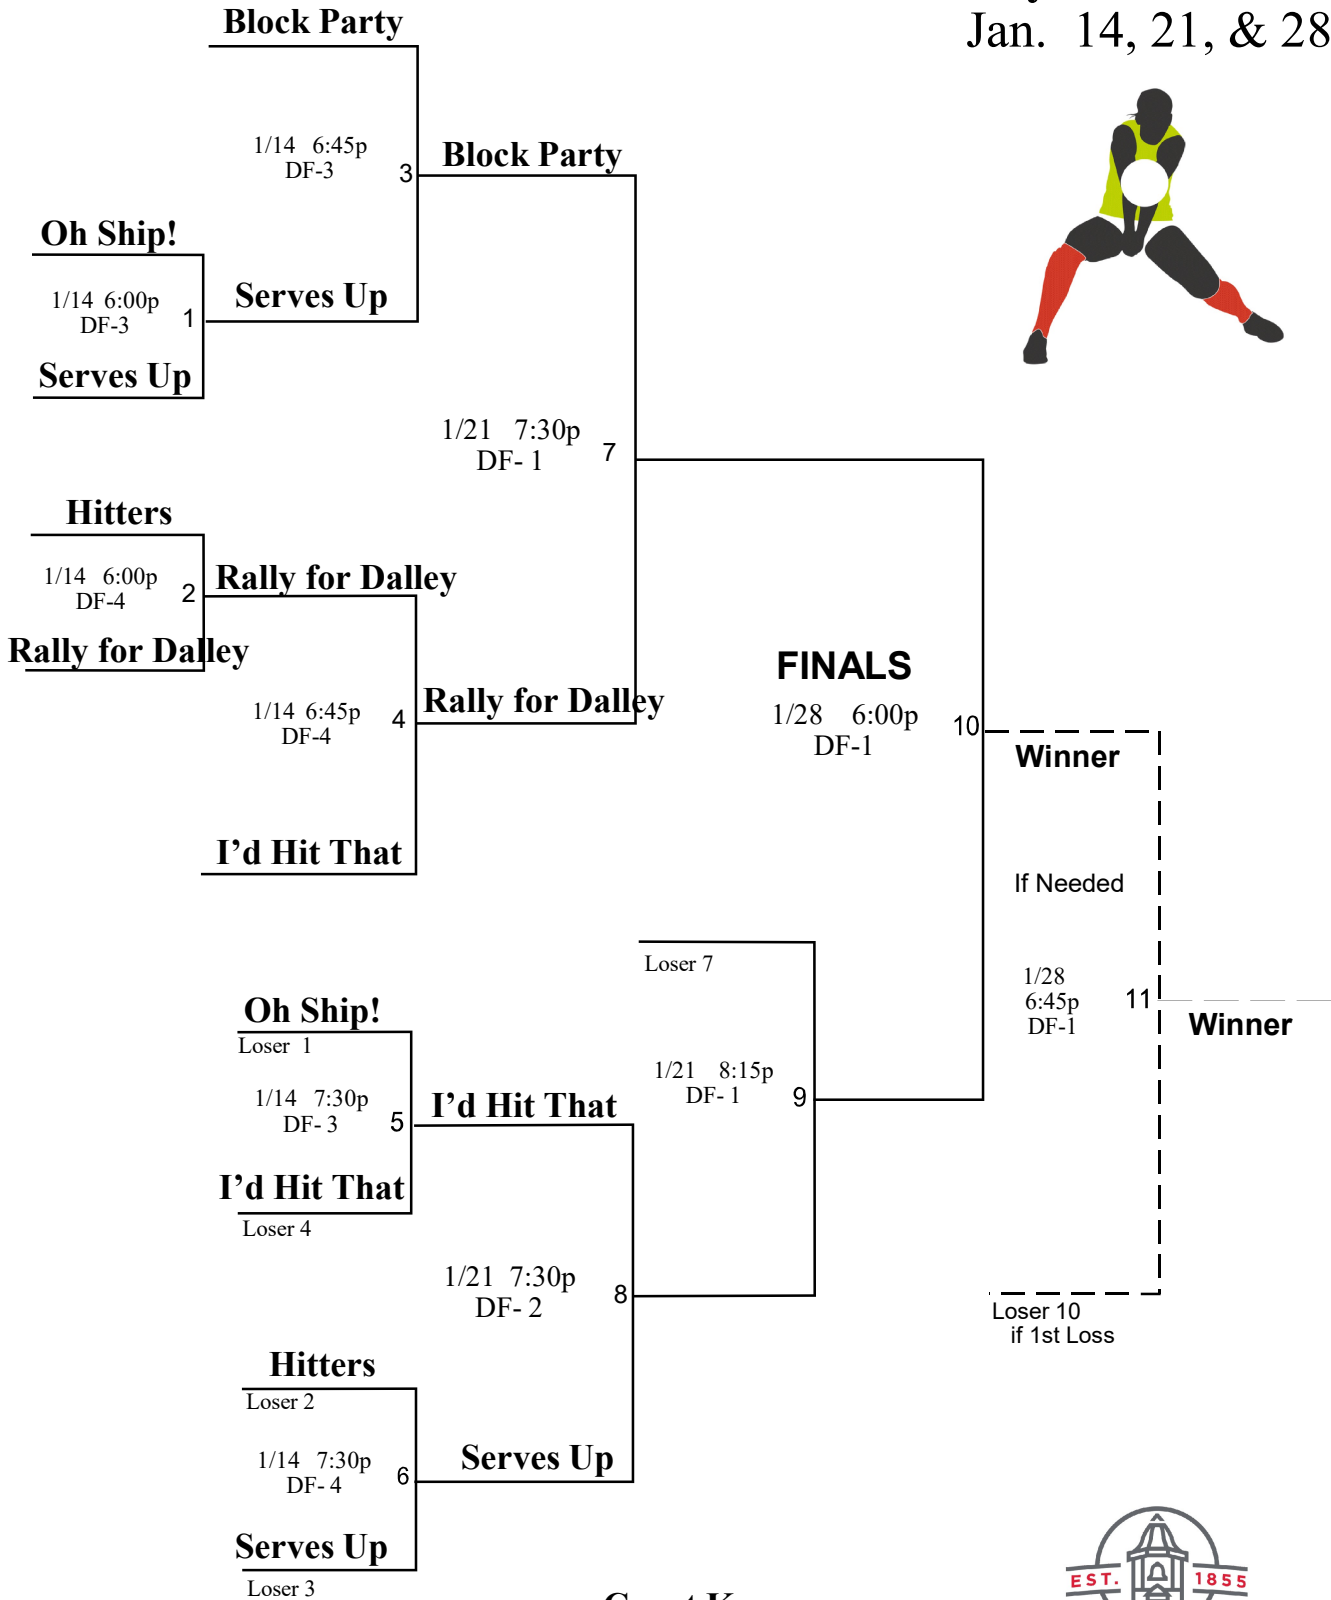 Block Party
Jan. 14, 21, & 28
1/14 6:45p
DF-3
3
Block Party
Oh Ship!
1/14 6:00p
DF-3
1
Serves Up
Serves Up
1/21 7:30p
DF- 1
7
Hitters
1/14 6:00p
DF-4
2
Rally for Dalley
Rally for Dalley
1/14 6:45p
DF-4
4
Rally for Dalley
FINALS
1/28 6:00p
DF-1
10
Winner
I’d Hit That
If Needed
Loser 7
1/28
6:45p
DF-1
11
Winner
Oh Ship!
Loser 1
1/14 7:30p
DF- 3
5
I’d Hit That
1/21 8:15p
DF- 1
9
I’d Hit That
Loser 4
1/21 7:30p
DF- 2
8
Loser 10
if 1st Loss
Hitters
Loser 2
1/14 7:30p
DF- 4
6
Serves Up
Serves Up
Loser 3
EST. 1855